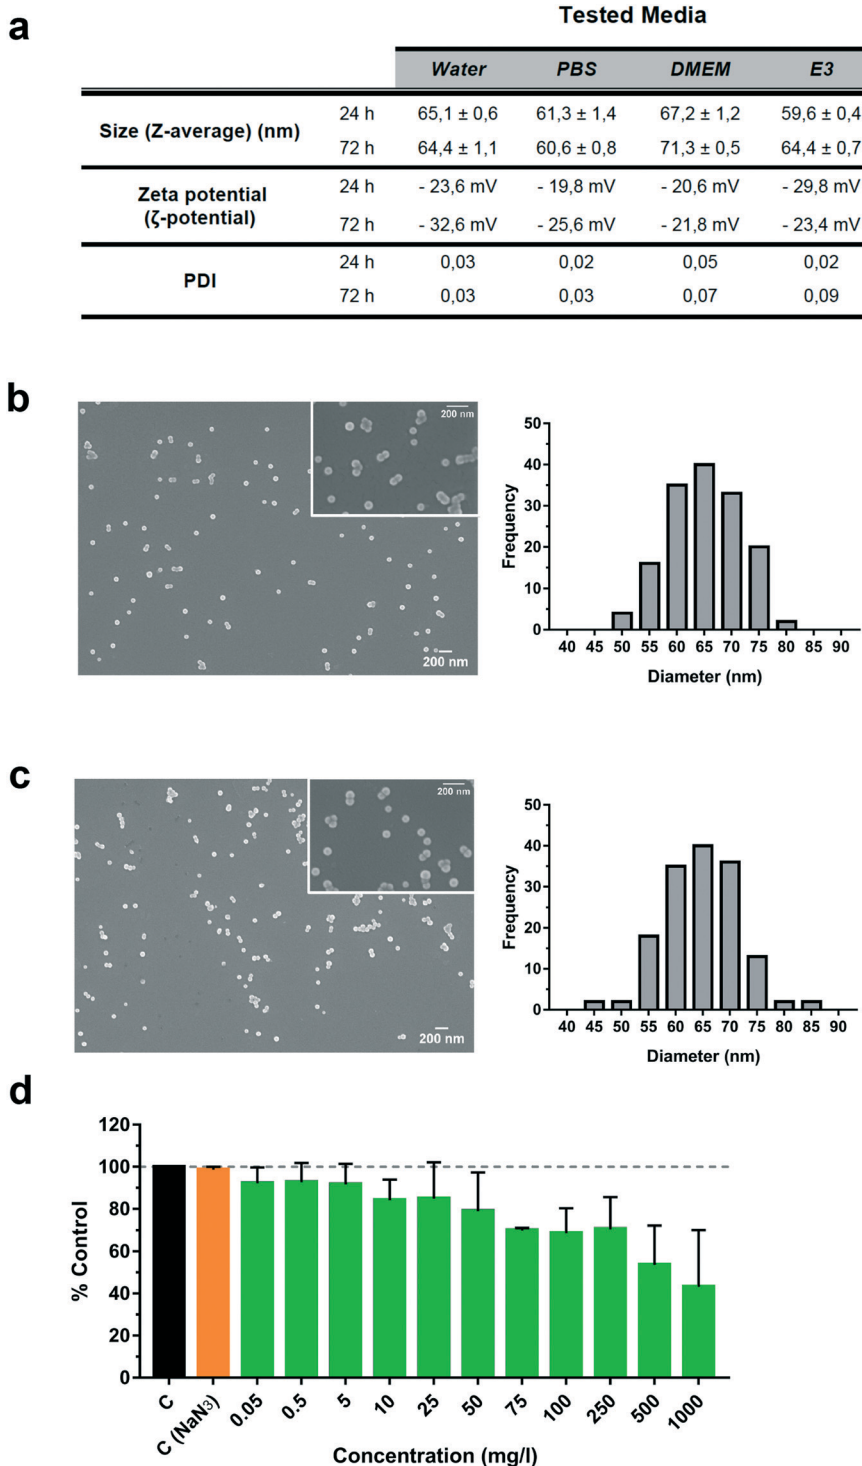 a
Tested Media
Water PBS DMEM E3
Size (Z-average) (nm)
24 h 65,1 ± 0,6 61,3 ± 1,4 67,2 ± 1,2 59,6 ± 0,4
72 h 64,4 ± 1,1 60,6 ± 0,8 71,3 ± 0,5 64,4 ± 0,7
Zeta potential
(ζ-potential)
24 h - 23,6 mV - 19,8 mV - 20,6 mV - 29,8 mV
72 h - 32,6 mV - 25,6 mV - 21,8 mV - 23,4 mV
PDI
24 h 0,03 0,02 0,05 0,02
72 h 0,03 0,03 0,07 0,09
b
200 nm
200 nm
Frequency
50
40
30
20
10
0
40 45 50 55 60 65 70 75 80 85 90
Diameter (nm)
c
200 nm
200 nm
Frequency
50
40
30
20
10
0
40 45 50 55 60 65 70 75 80 85 90
Diameter (nm)
d
% Control
120
100
80
60
40
20
0
C C (NaN3) 0.05 0.5 5 10 25 50 75 100 250 500 1000
Concentration (mg/l)